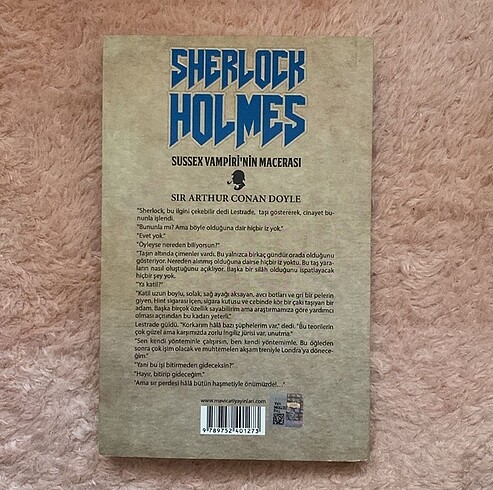 SHERLOCK
HOLMES
SUSSEX VAMPİRİ'NİN MACERASI
SIR ARTHUR CONAN DOYLE
"Sherlock, bu ilgini çekebilir dedi Lestrade, taşı göstererek, cinayet bu-
nunla işlendi.
"Bununla mı? Ama böyle olduğuna dair hiçbir iz yok."
"Evet yok."
"Öyleyse nereden biliyorsun?"
"Taşın altında çimenler vardı. Bu yalnızca birkaç gündür orada olduğunu
gösteriyor. Nereden alınmış olduğuna dairse hiçbir iz yoktu. Bu taş yara-
ların nasıl oluştuğunu açıklıyor. Başka bir silâh olduğunu ispatlayacak
hiçbir şey yok.
"Ya katil?"
"Katil uzun boylu, solak, sağ ayağı aksayan, avcı botları ve gri bir pelerin
giyen, Hint sigarası içen, sigara kutusu ve cebinde kör bir çakı taşıyan bir
adam. Başka birçok özellik sayabilirim ama araştırmamıza göre yardımcı
olması açısından bu kadarı yeterli."
Lestrade güldü. "Korkarım hâlâ bazı şüphelerim var," dedi. "Bu teorilerin
çok güzel ama karşımızda zorlu İngiliz jürisi var, unutma."
"Sen kendi yönteminle çalışırsın, ben kendi yöntemimle. Bu öğleden
sonra çok işim olacak ve muhtemelen akşam treniyle Londra'ya dönece-
ğim."
"Yani bu işi bitirmeden gideceksin?"
"Hayır, bitirip gideceğim."
'Ama sır perdesi hâlâ bütün haşmetiyle önümüzde!...'
www.mavicatiyayinlari.com
9 789752 401273